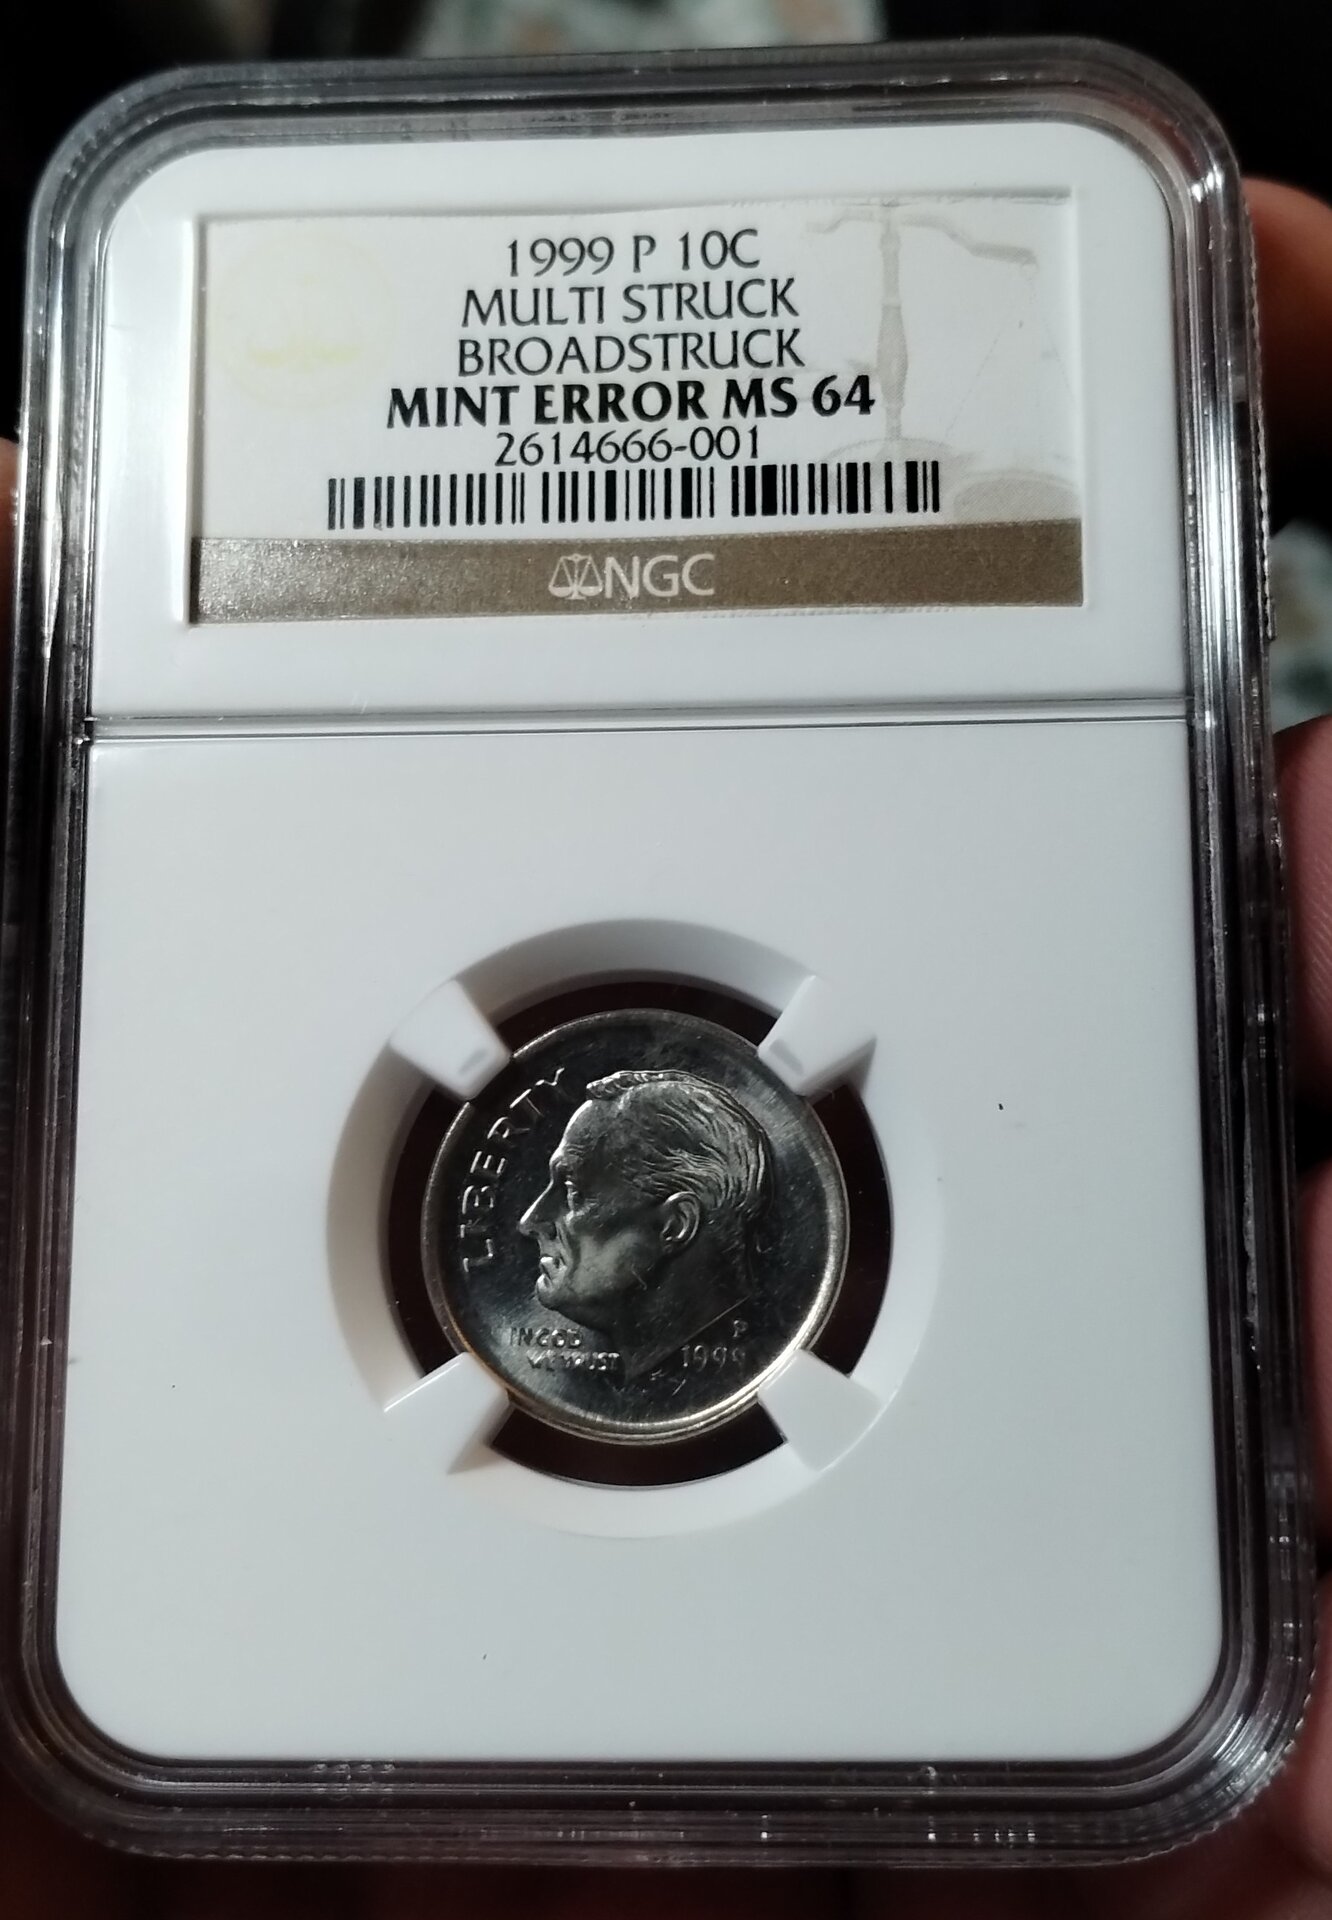 1999 P 10C
MULTI STRUCK
BROADSTRUCK
MINT ERROR MS 64
2614666-001
NGC
LIBERTY
IN GOD
WE TRUST
P
1999